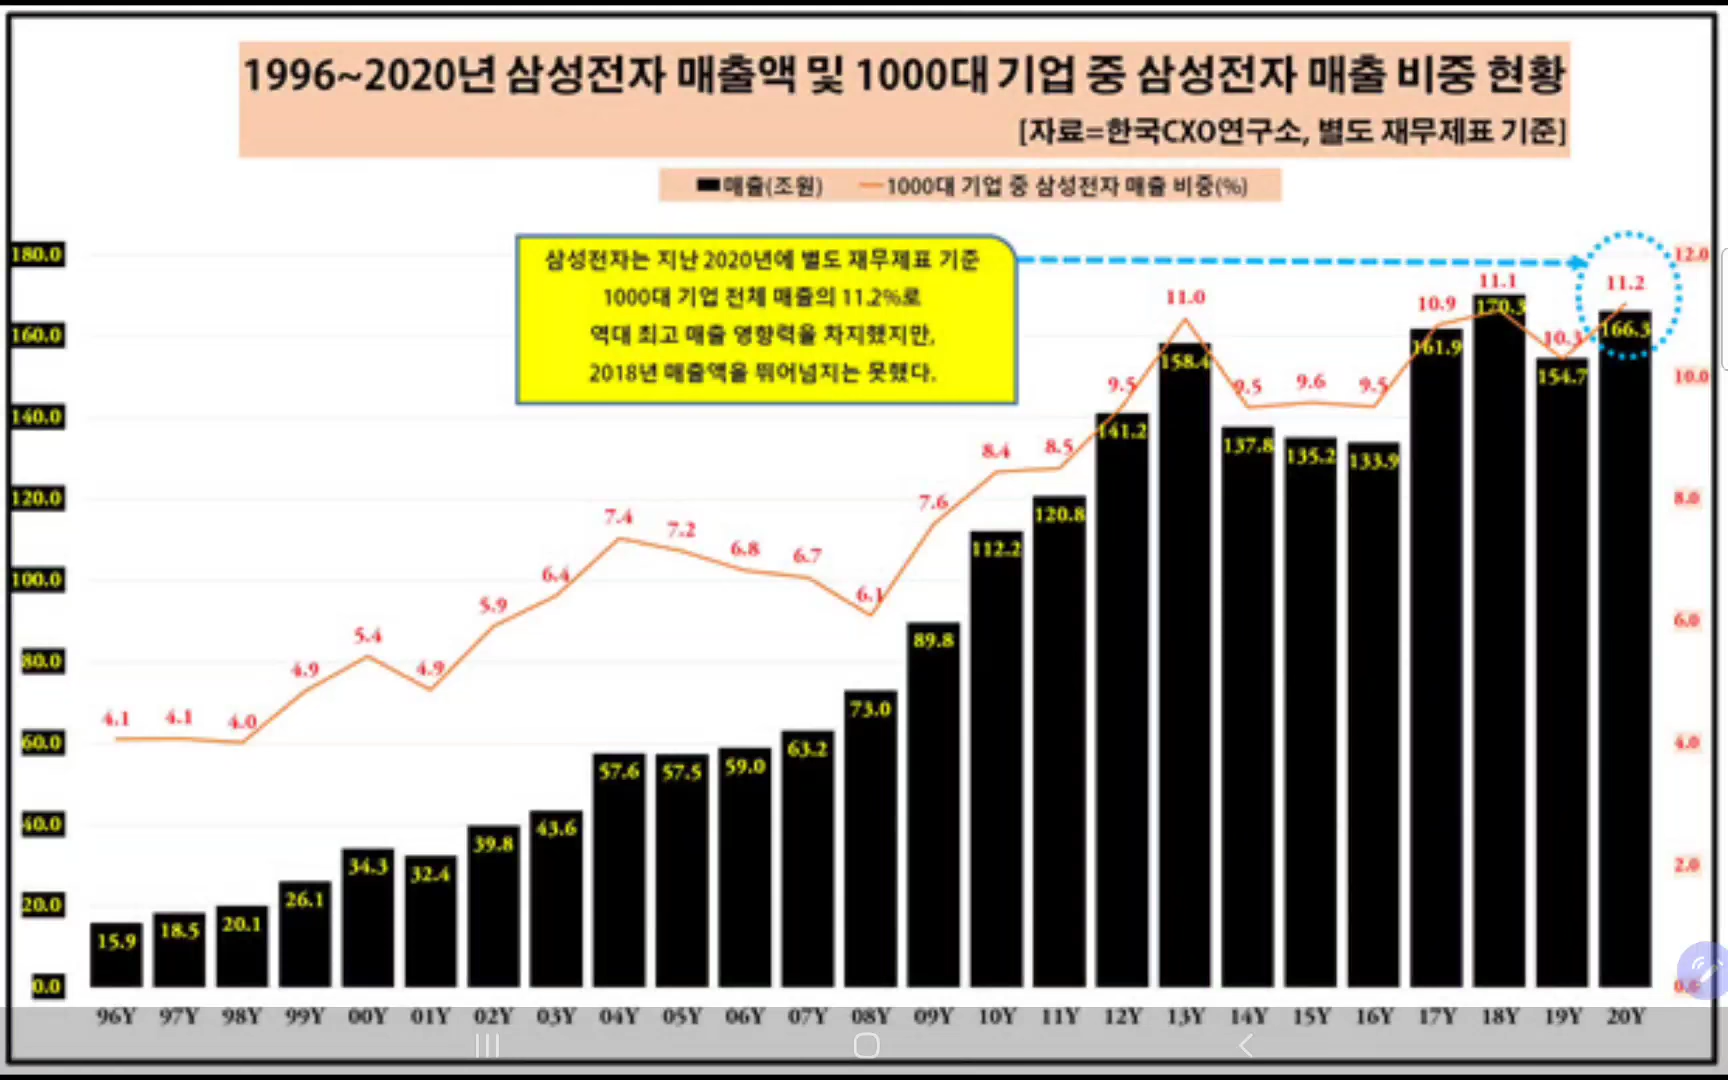 1996~2020년 삼성전자 매출액 및 1000대 기업 중 삼성전자 매출 비중 현황
[자료=한국CXO연구소, 별도 재무제표 기준]
매출(조원) 1000대 기업 중 삼성전자 매출 비중(%)
삼성전자는 지난 2020년에 별도 재무제표 기준
1000대 기업 전체 매출의 11.2%로
역대 최고 매출 영향력을 차지했지만,
2018년 매출액을 뛰어넘지는 못했다.
180.0
160.0
140.0
120.0
100.0
80.0
60.0
40.0
20.0
0.0
4.1 4.1 4.0 4.9 5.4 4.9 5.9 6.4 7.4 7.2 6.8 6.7 6.1 7.6 8.4 8.5 9.5 11.0 9.5 9.6 9.5 10.9 11.1 10.3 11.2
15.9 18.5 20.1 26.1 34.3 32.4 39.8 43.6 57.6 57.5 59.0 63.2 73.0 89.8 112.2 120.8 141.2 158.4 137.8 135.2 133.9 161.9 170.3 154.7 166.3
12.0
10.0
8.0
6.0
4.0
2.0
0.0
96Y 97Y 98Y 99Y 00Y 01Y 02Y 03Y 04Y 05Y 06Y 07Y 08Y 09Y 10Y 11Y 12Y 13Y 14Y 15Y 16Y 17Y 18Y 19Y 20Y